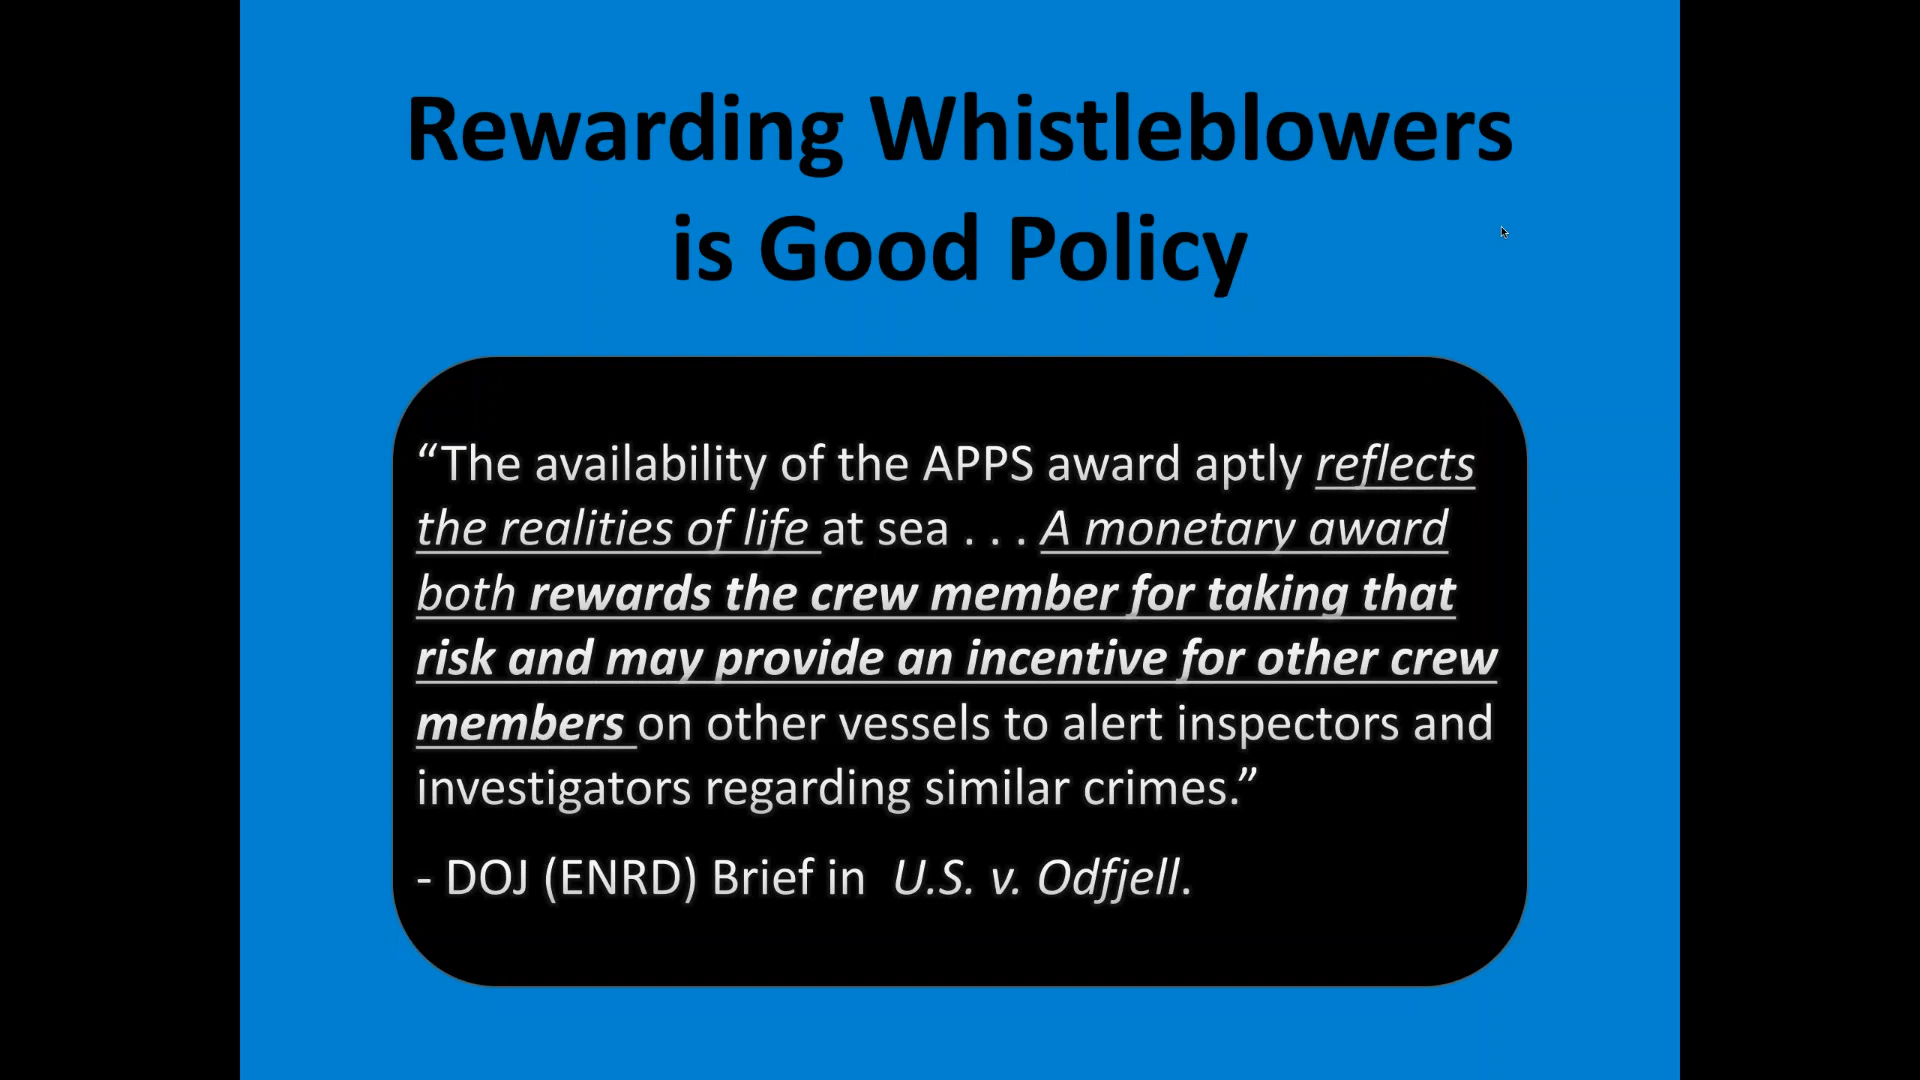 Rewarding Whistleblowers
is Good Policy
“The availability of the APPS award aptly reflects
the realities of life at sea . . . A monetary award
both rewards the crew member for taking that
risk and may provide an incentive for other crew
members on other vessels to alert inspectors and
investigators regarding similar crimes.”
- DOJ (ENRD) Brief in U.S. v. Odfjell.